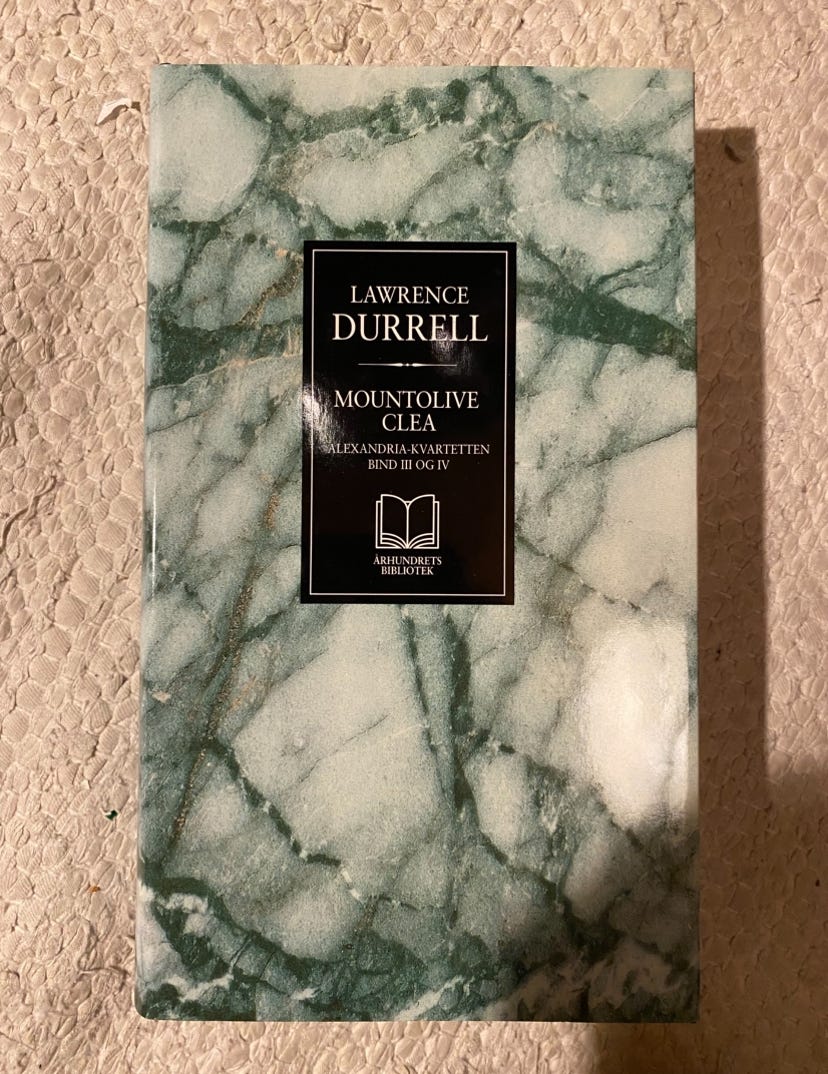 LAWRENCE
DURRELL
MOUNTOLIVE
CLEA
ALEXANDRIA-KVARTETTEN
BIND III OG IV
ÅRHUNDRETS
BIBLIOTEK